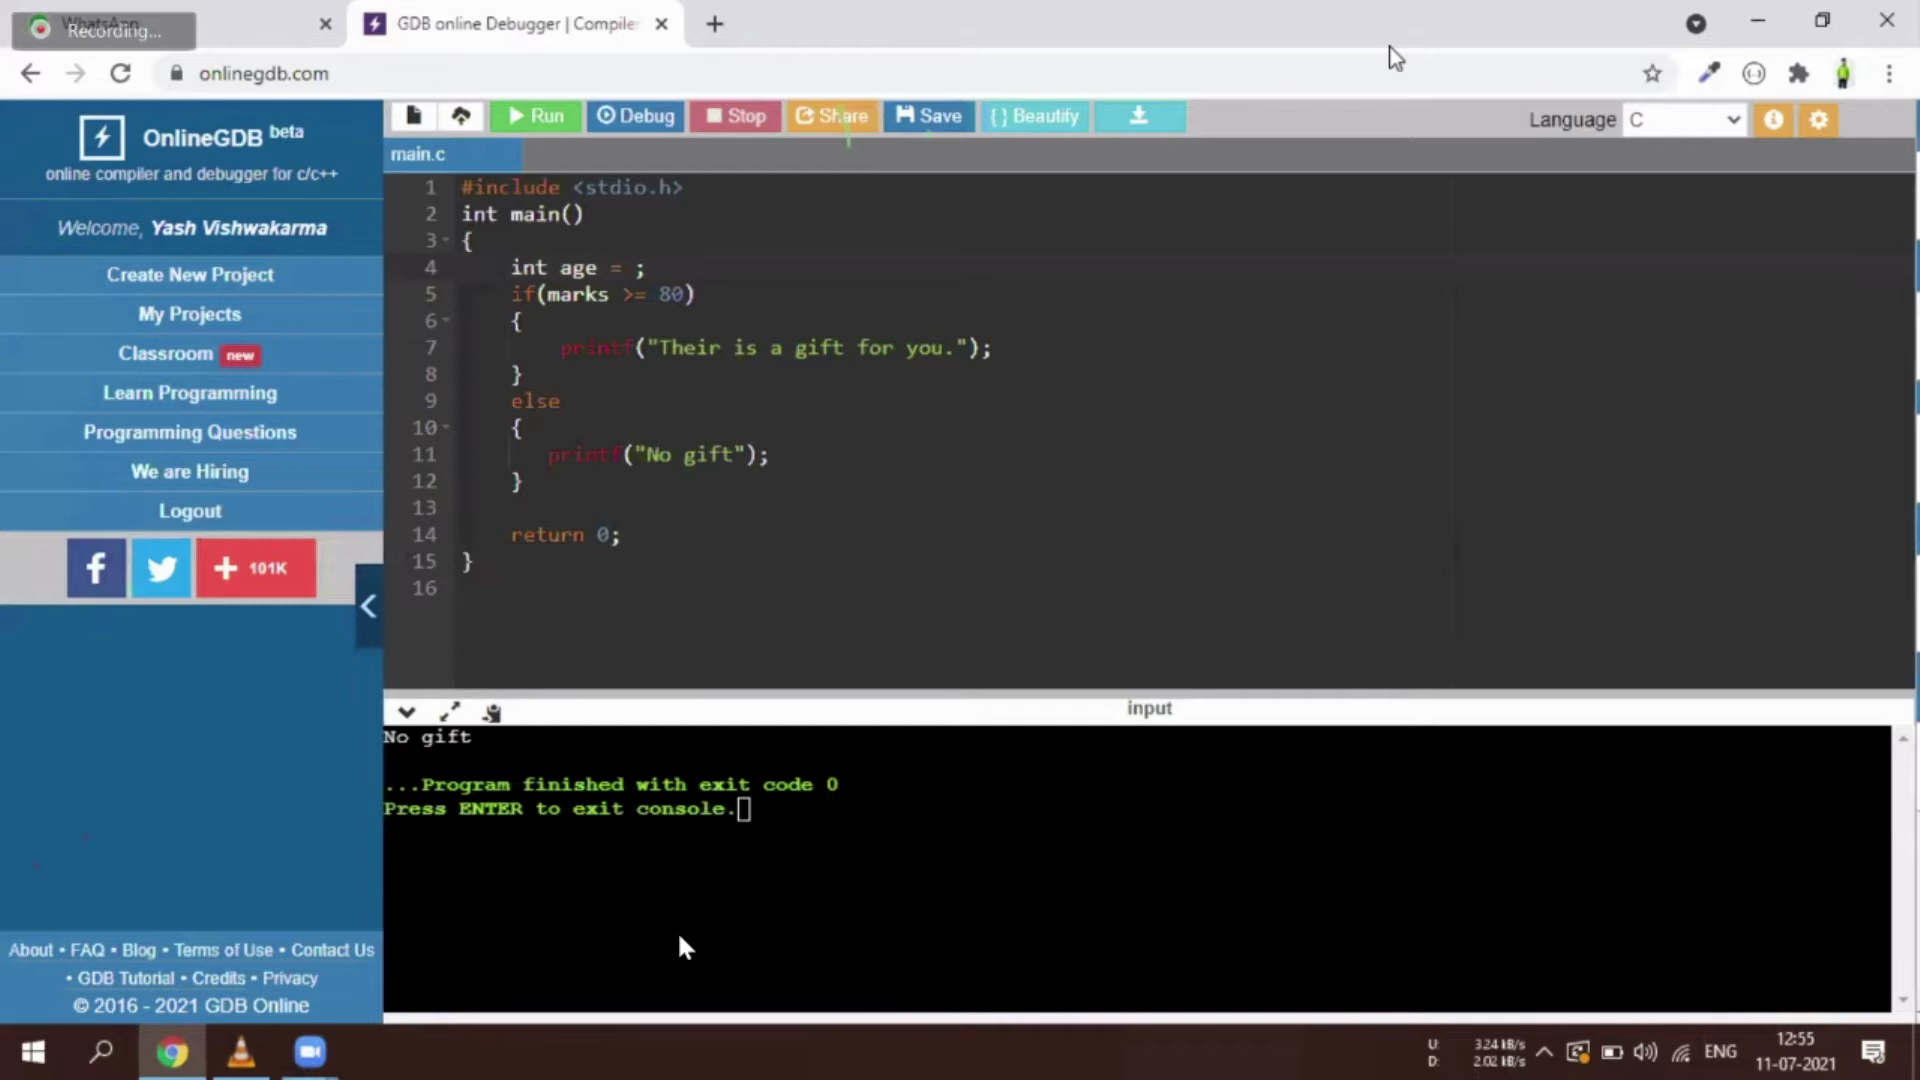 WhatsApp
Recording...
GDB online Debugger | Compiler
onlinegdb.com
OnlineGDB beta
online compiler and debugger for c/c++
Welcome, Yash Vishwakarma
Create New Project
My Projects
Classroom new
Learn Programming
Programming Questions
We are Hiring
Logout
101K
About • FAQ • Blog • Terms of Use • Contact Us
• GDB Tutorial • Credits • Privacy
© 2016 - 2021 GDB Online
Run Debug Stop Share Save { } Beautify
Language C
main.c
1 #include <stdio.h>
2 int main()
3 {
4 int age = ;
5 if(marks >= 80)
6 {
7 printf("Their is a gift for you.");
8 }
9 else
10 {
11 printf("No gift");
12 }
13
14 return 0;
15 }
16
input
No gift
...Program finished with exit code 0
Press ENTER to exit console.
U: 3.24 kB/s
D: 2.02 kB/s
ENG
12:55
11-07-2021